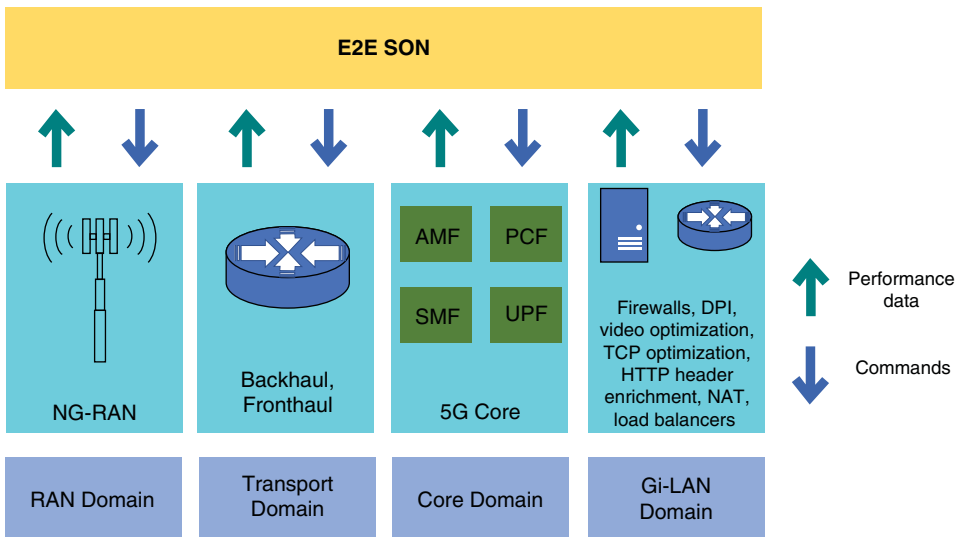 E2E SON
NG-RAN
Backhaul,
Fronthaul
AMF
PCF
SMF
UPF
5G Core
Firewalls, DPI,
video optimization,
TCP optimization,
HTTP header
enrichment, NAT,
load balancers
Performance
data
Commands
RAN Domain
Transport
Domain
Core Domain
Gi-LAN
Domain